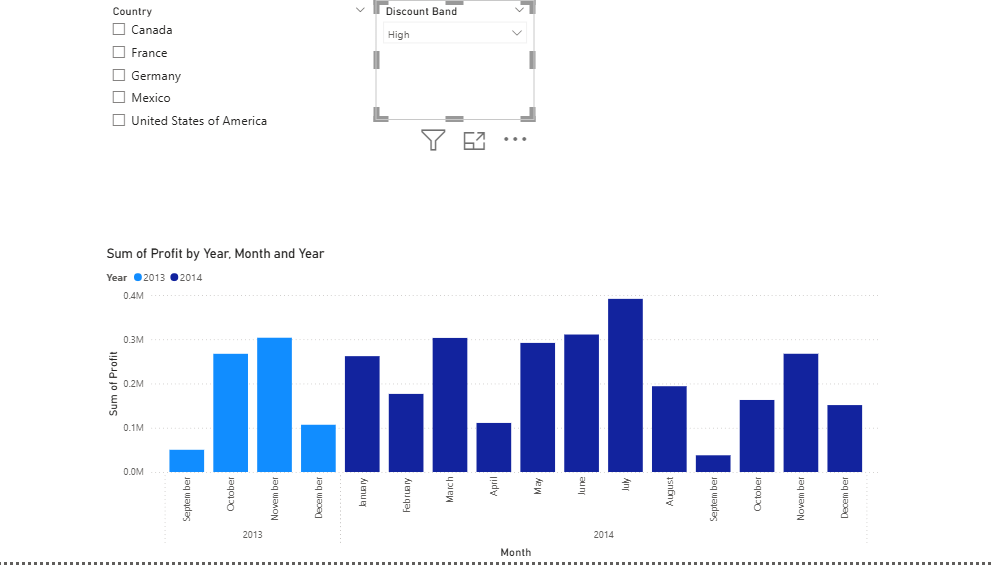 Country
Canada
France
Germany
Mexico
United States of America
Discount Band
High
Sum of Profit by Year, Month and Year
Year 2013 2014
0.4M
0.3M
0.2M
0.1M
0.0M
Sum of Profit
September
October
November
December
January
February
March
April
May
June
July
August
September
October
November
December
2013
2014
Month